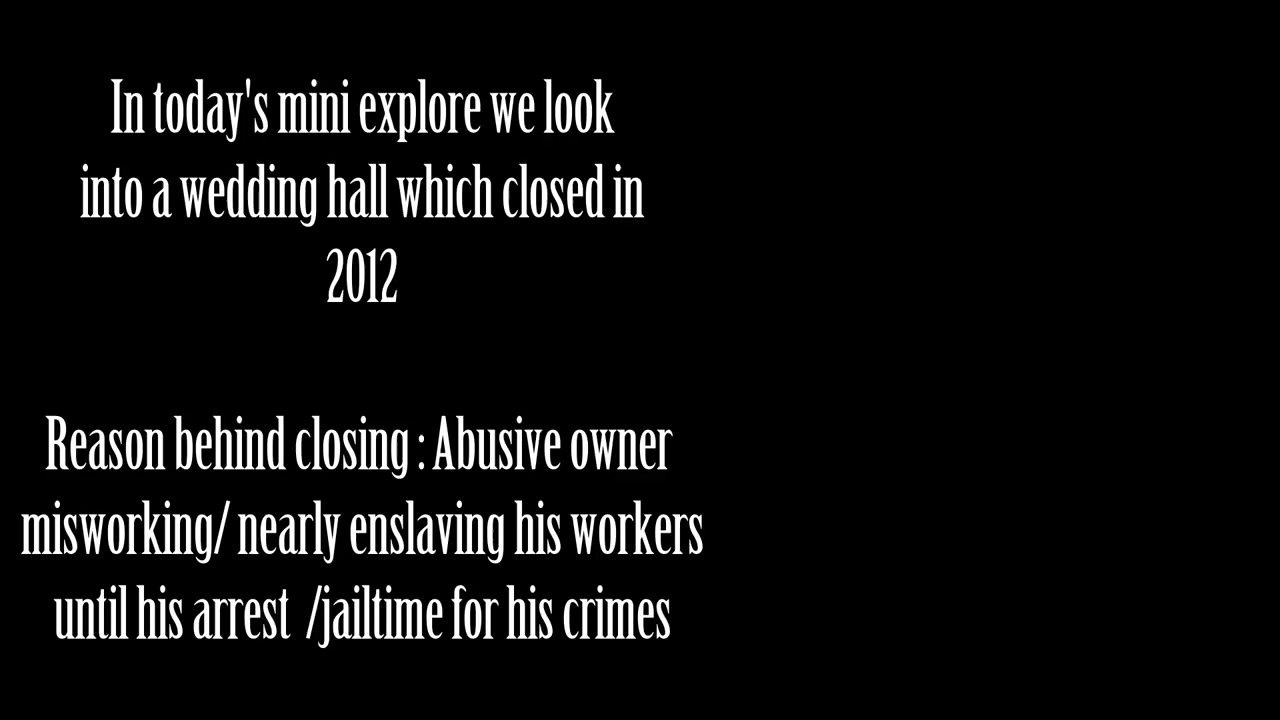 In today's mini explore we look
into a wedding hall which closed in
2012
Reason behind closing : Abusive owner
misworking/ nearly enslaving his workers
until his arrest /jailtime for his crimes